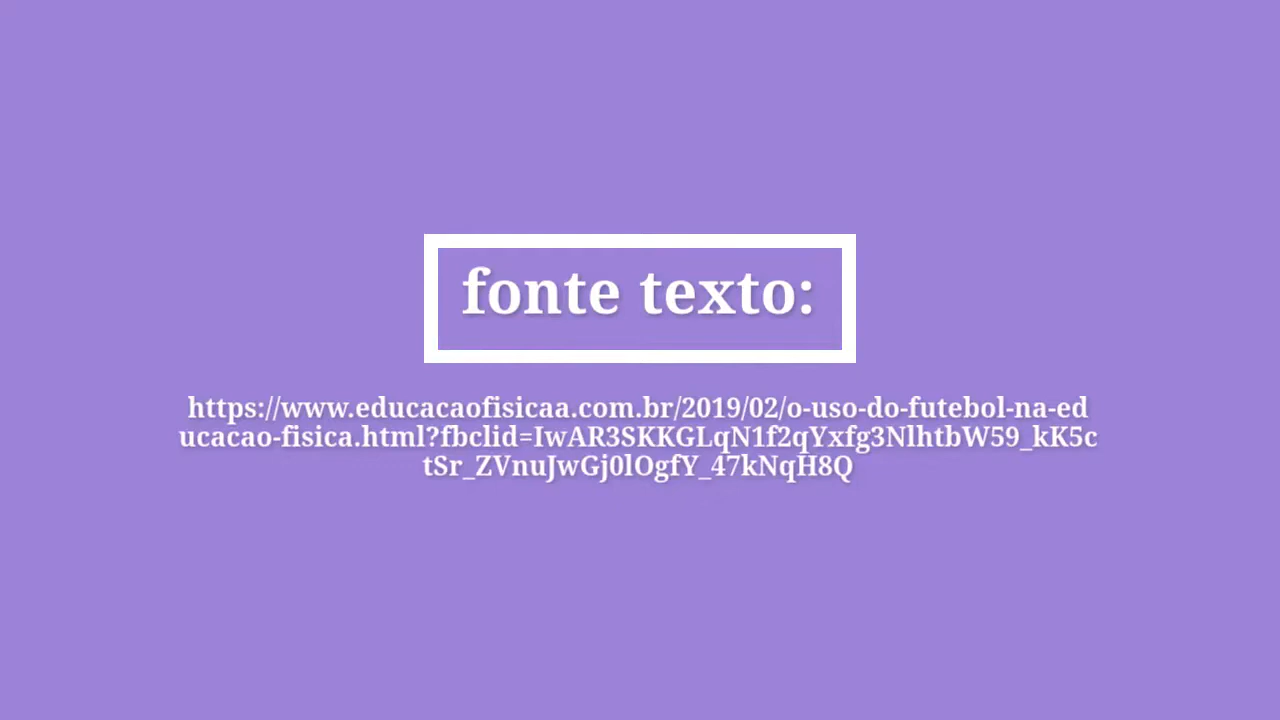 fonte texto:
https://www.educacaofisicaa.com.br/2019/02/o-uso-do-futebol-na-ed
ucacao-fisica.html?fbclid=IwAR3SKKGLqN1f2qYxfg3NlhtbW59_kK5c
tSr_ZVnuJwGj0lOgfY_47kNqH8Q